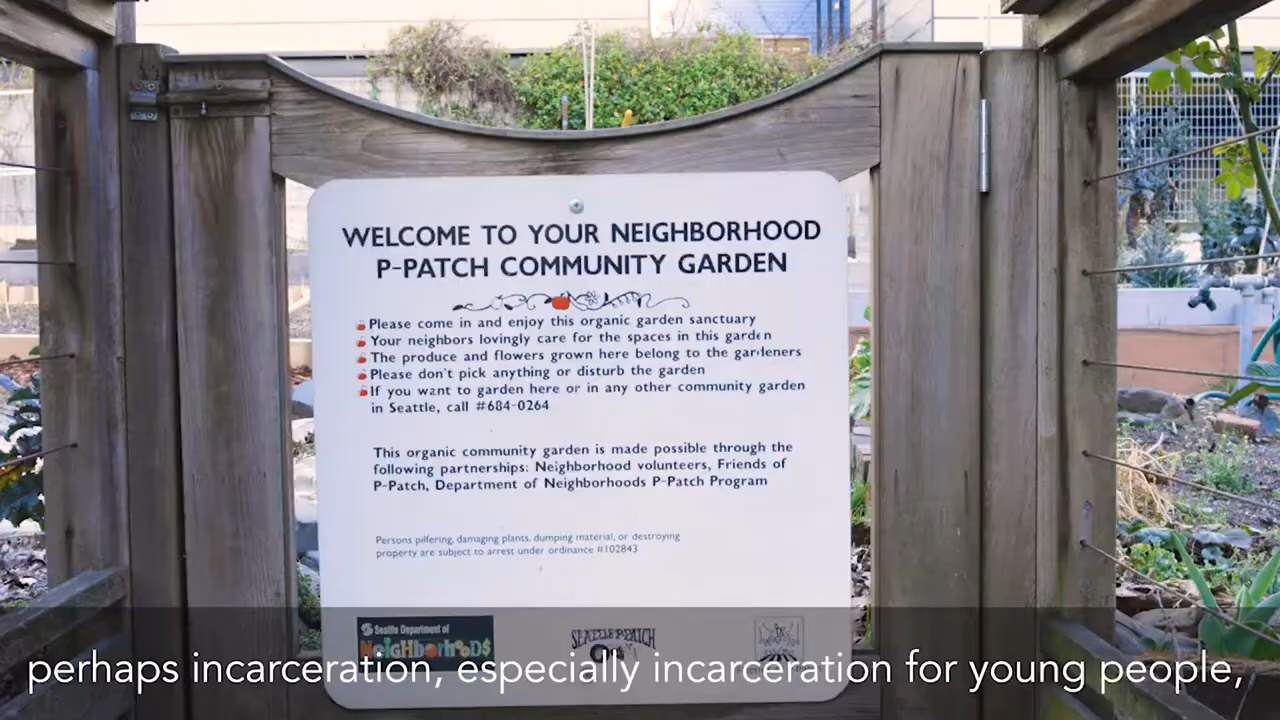 WELCOME TO YOUR NEIGHBORHOOD
P-PATCH COMMUNITY GARDEN
Please come in and enjoy this organic garden sanctuary
Your neighbors lovingly care for the spaces in this garden
The produce and flowers grown here belong to the gardeners
Please don't pick anything or disturb the garden
If you want to garden here or in any other community garden
in Seattle, call #684-0264
This organic community garden is made possible through the
following partnerships: Neighborhood volunteers, Friends of
P-Patch, Department of Neighborhoods P-Patch Program
Persons pilfering, damaging plants, dumping material, or destroying
property are subject to arrest under ordinance #102843
Seattle Department of
NeiGHborHooDS
SEATTLE P-PATCH
perhaps incarceration, especially incarceration for young people,